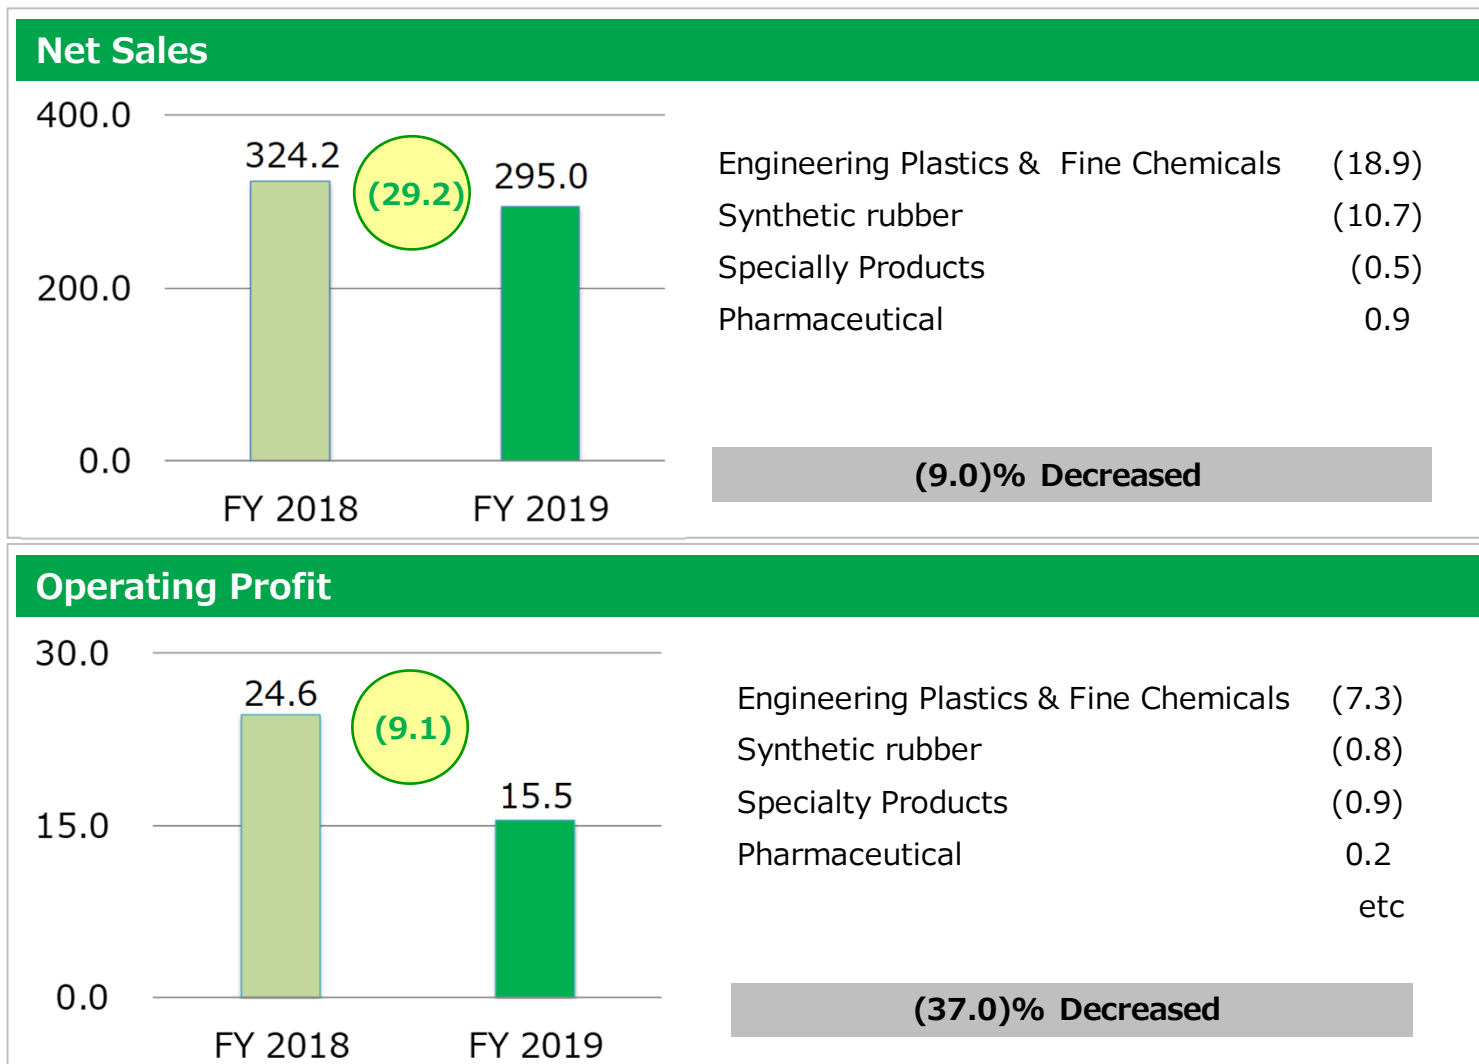 Net Sales
400.0
324.2
(29.2)
295.0
200.0
0.0
FY 2018
FY 2019
Engineering Plastics & Fine Chemicals (18.9)
Synthetic rubber (10.7)
Specially Products (0.5)
Pharmaceutical 0.9
(9.0)% Decreased
Operating Profit
30.0
24.6
(9.1)
15.5
15.0
0.0
FY 2018
FY 2019
Engineering Plastics & Fine Chemicals (7.3)
Synthetic rubber (0.8)
Specialty Products (0.9)
Pharmaceutical 0.2
etc
(37.0)% Decreased